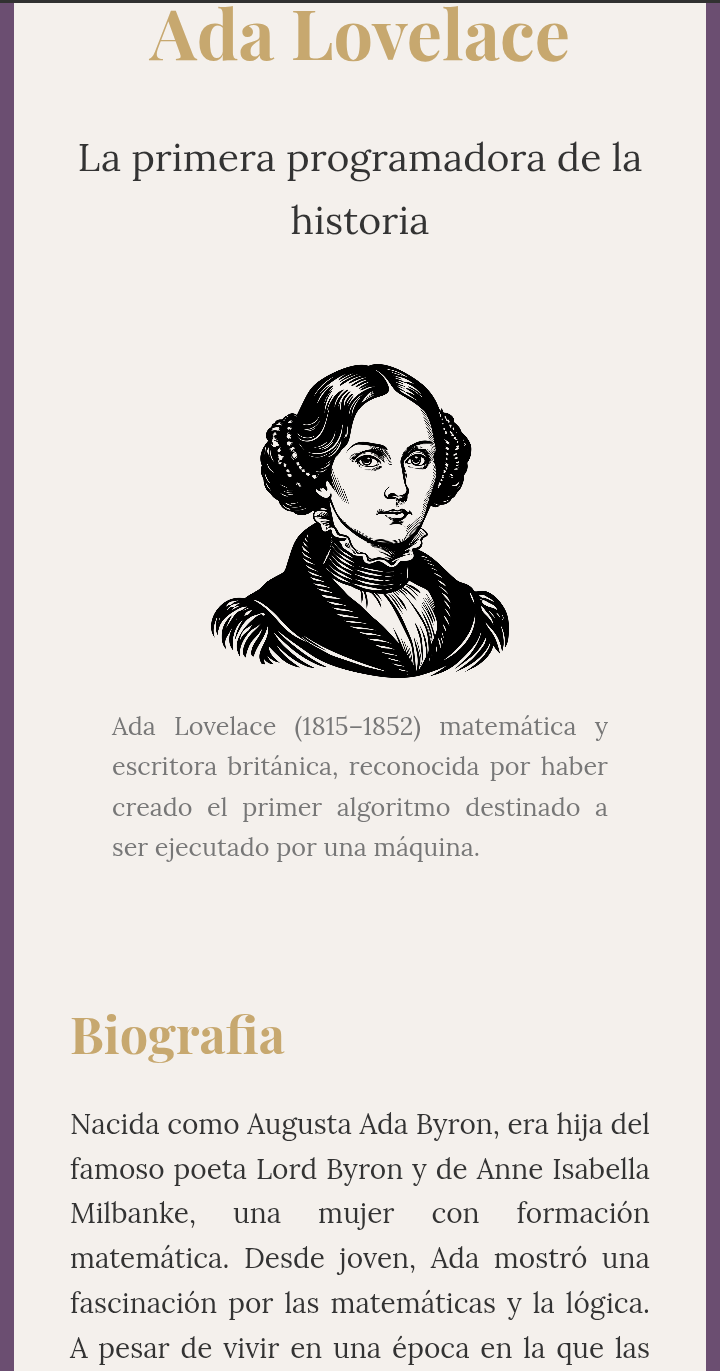 Ada Lovelace
La primera programadora de la
historia
Ada Lovelace (1815–1852) matemática y
escritora británica, reconocida por haber
creado el primer algoritmo destinado a
ser ejecutado por una máquina.
Biografia
Nacida como Augusta Ada Byron, era hija del
famoso poeta Lord Byron y de Anne Isabella
Milbanke, una mujer con formación
matemática. Desde joven, Ada mostró una
fascinación por las matemáticas y la lógica.
A pesar de vivir en una época en la que las